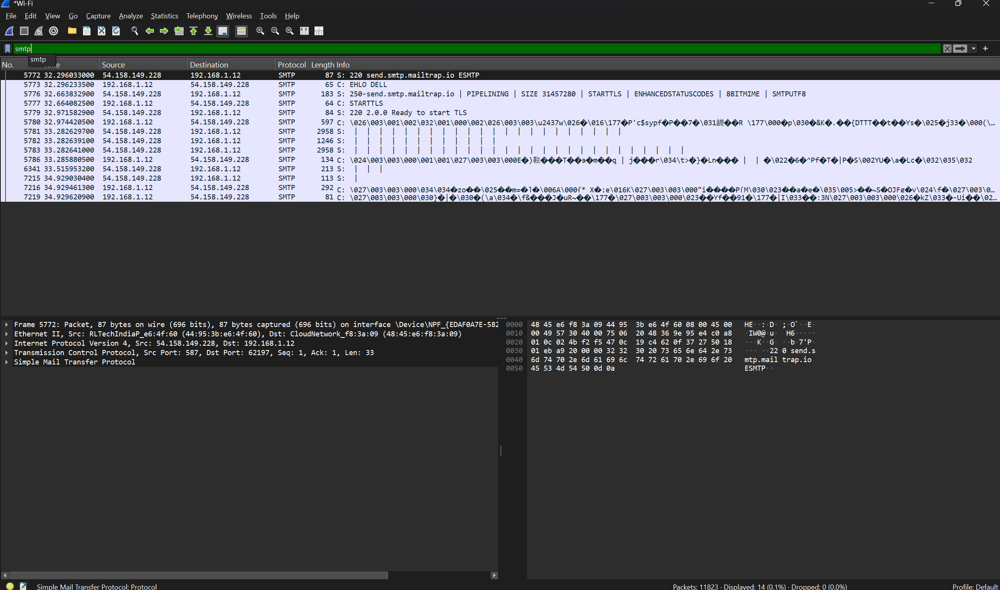 *Wi-Fi
File Edit View Go Capture Analyze Statistics Telephony Wireless Tools Help
smtp
smtp
No. Source Destination Protocol Length Info
5772 32.296033000 54.158.149.228 192.168.1.12 SMTP 87 S: 220 send.smtp.mailtrap.io ESMTP
5773 32.296233500 192.168.1.12 54.158.149.228 SMTP 65 C: EHLO DELL
5776 32.663832900 54.158.149.228 192.168.1.12 SMTP 183 S: 250-send.smtp.mailtrap.io | PIPELINING | SIZE 31457280 | STARTTLS | ENHANCEDSTATUSCODES | 8BITMIME | SMTPUTF8
5777 32.664082500 192.168.1.12 54.158.149.228 SMTP 64 C: STARTTLS
5779 32.971582900 54.158.149.228 192.168.1.12 SMTP 84 S: 220 2.0.0 Ready to start TLS
5780 32.974420500 192.168.1.12 54.158.149.228 SMTP 597 C: \026\003\001\002\032\001\000\002\026\003\003\u2437w\026�\016\177�P'c$sypf�P��7�\031
5781 33.282629700 54.158.149.228 192.168.1.12 SMTP 2958 S: | | | | | | | | | | | | | | | | | | | | | |
5782 33.282639100 54.158.149.228 192.168.1.12 SMTP 1246 S: | | | | | | | | | | | |
5783 33.282641000 54.158.149.228 192.168.1.12 SMTP 2958 S: | | | | | | | | | | | | | | | | | | | | | | | | | | |
5786 33.285880500 192.168.1.12 54.158.149.228 SMTP 134 C: \024\003\003\000\001\001\027\003\003\000E�)鞃���T��э�m��q | j���r\034\t>�}�Ln��� | | �\022�6�^Pf�T�|P�S\002YU�\a�Lc�\032\035\032
6341 33.515953200 54.158.149.228 192.168.1.12 SMTP 213 S: | | |
7215 34.929030400 54.158.149.228 192.168.1.12 SMTP 113 S: |
7216 34.929461300 192.168.1.12 54.158.149.228 SMTP 292 C: \027\003\003\000\034\034�zo��\025��m=�l�\006A\000{* X�:e\016K\027\003\003\000"i����P(M\030\023��a�e�\035\005>��~S�OJFg�v\024\f�\027\003\0…
7219 34.929620900 192.168.1.12 54.158.149.228 SMTP 81 C: \027\003\003\000\030}�|�\030�(\a\034�\f&���J�uR~��\177�\027\003\003\000\023��Yf��91�\177�|I\033��:3N\027\003\003\000\026�kZ\033�-Ui��\02…
Frame 5772: Packet, 87 bytes on wire (696 bits), 87 bytes captured (696 bits) on interface \Device\NPF_{EDAF0A7E-582
Ethernet II, Src: RLTechIndiaP_e6:4f:60 (44:95:3b:e6:4f:60), Dst: CloudNetwork_f8:3a:09 (48:45:e6:f8:3a:09)
Internet Protocol Version 4, Src: 54.158.149.228, Dst: 192.168.1.12
Transmission Control Protocol, Src Port: 587, Dst Port: 62197, Seq: 1, Ack: 1, Len: 33
Simple Mail Transfer Protocol
0000 48 45 e6 f8 3a 09 44 95 3b e6 4f 60 08 00 45 00 HE··:·D· ;·O`··E·
0010 00 49 57 30 40 00 75 06 20 48 36 9e 95 e4 c0 a8 ·IW0@·u· H6·····
0020 01 0c 02 4b f2 f5 47 0c 19 c4 62 0f 37 27 50 18 ···K··G· ··b·7'P·
0030 01 eb a9 20 00 00 32 32 30 20 73 65 6e 64 2e 73 ··· ··22 0 send.s
0040 6d 74 70 2e 6d 61 69 6c 74 72 61 70 2e 69 6f 20 mtp.mail trap.io
0050 45 53 4d 54 50 0d 0a ESMTP··
Simple Mail Transfer Protocol: Protocol
Packets: 11823 · Displayed: 14 (0.1%) · Dropped: 0 (0.0%)
Profile: Default